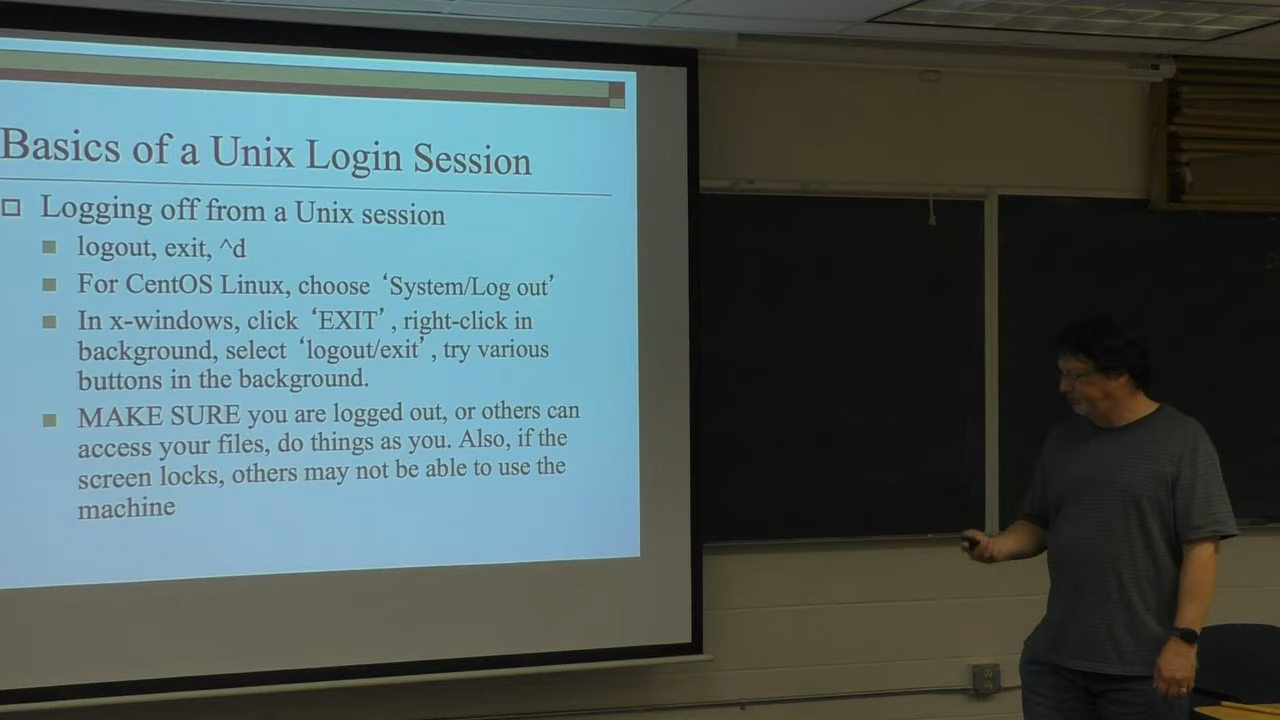 Basics of a Unix Login Session
Logging off from a Unix session
logout, exit, ^d
For CentOS Linux, choose ‘System/Log out’
In x-windows, click ‘EXIT’, right-click in
background, select ‘logout/exit’, try various
buttons in the background.
MAKE SURE you are logged out, or others can
access your files, do things as you. Also, if the
screen locks, others may not be able to use the
machine